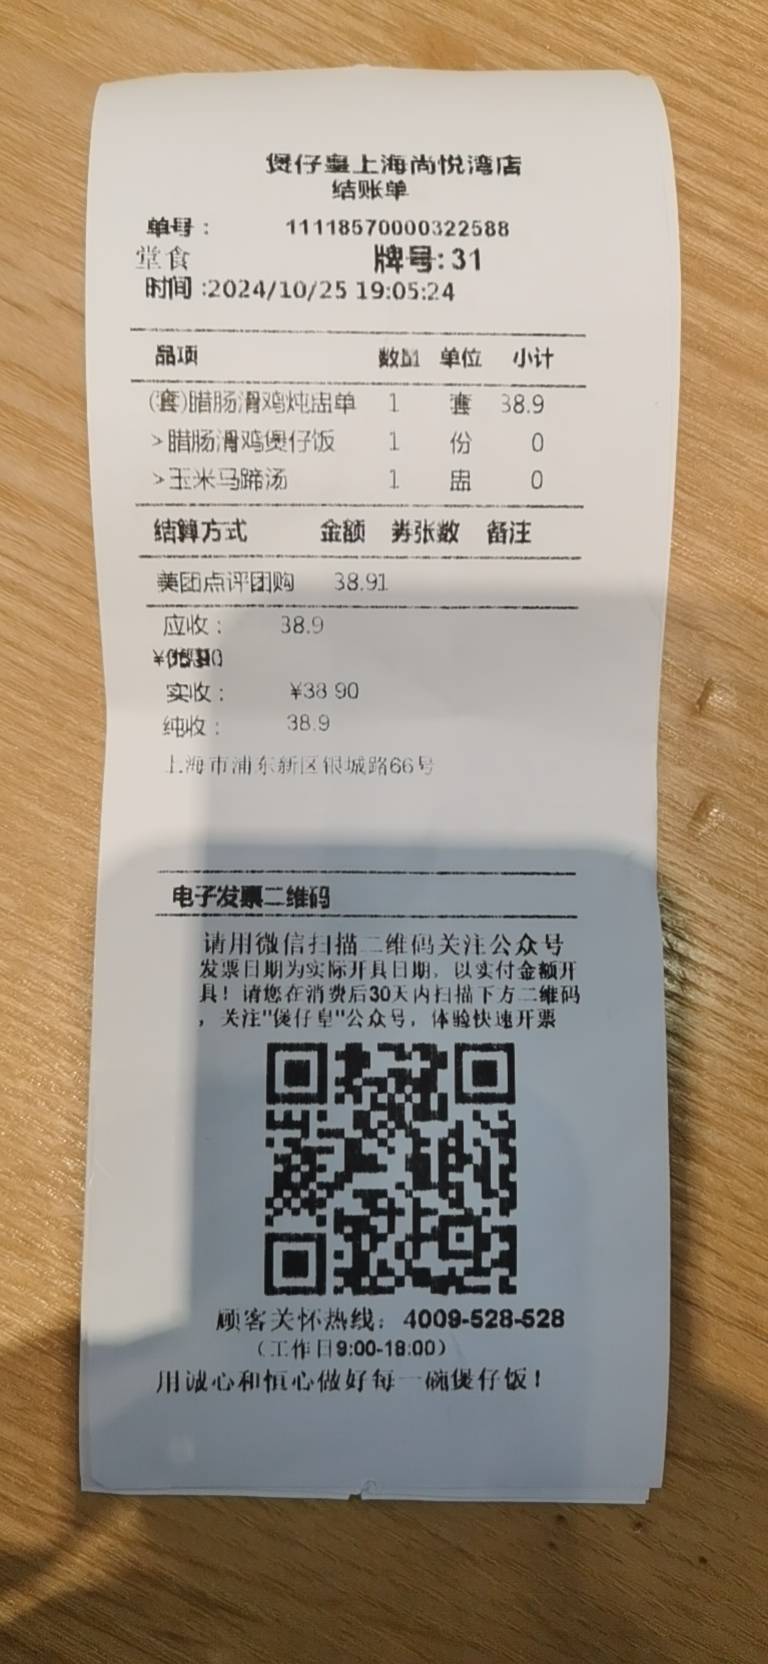 煲仔皇上海尚悦湾店
结账单
单号： 11118570000322588
堂食 牌号:31
时间:2024/10/25 19:05:24
品项 数量 单位 小计
(套)腊肠滑鸡炖盅单 1 套 38.9
>腊肠滑鸡煲仔饭 1 份 0
>玉米马蹄汤 1 盅 0
结算方式 金额 券张数 备注
美团点评团购 38.91
应收： 38.9
实收： ¥38.90
纯收： 38.9
上海市浦东新区银城路66号
电子发票二维码
请用微信扫描二维码关注公众号
发票日期为实际开具日期，以实付金额开
具！请您在消费后30天内扫描下方二维码
，关注"煲仔皇"公众号，体验快速开票
顾客关怀热线：4009-528-528
（工作日9:00-18:00）
用诚心和恒心做好每一碗煲仔饭！